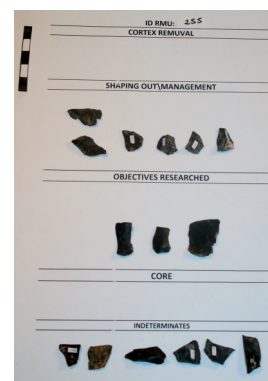 ID RMU: 255
CORTEX REMUVAL
SHAPING OUT\MANAGEMENT
OBJECTIVES RESEARCHED
CORE
INDETERMINATES